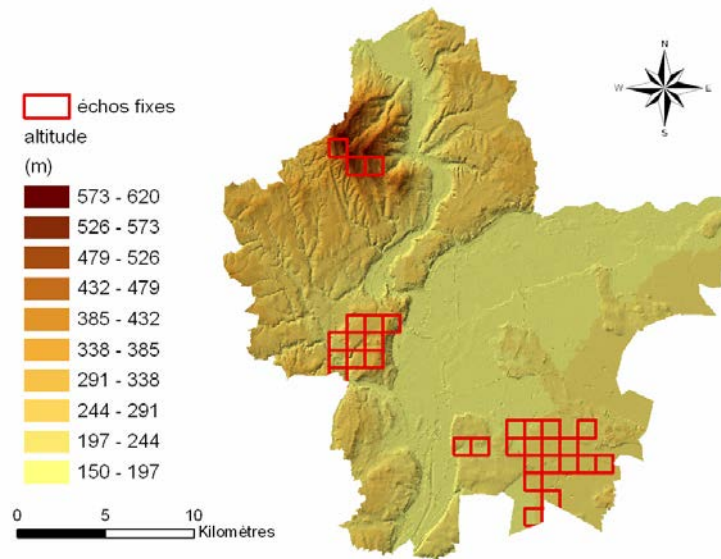 N
W E
S
échos fixes
altitude
(m)
573 - 620
526 - 573
479 - 526
432 - 479
385 - 432
338 - 385
291 - 338
244 - 291
197 - 244
150 - 197
0 5 10
Kilomètres